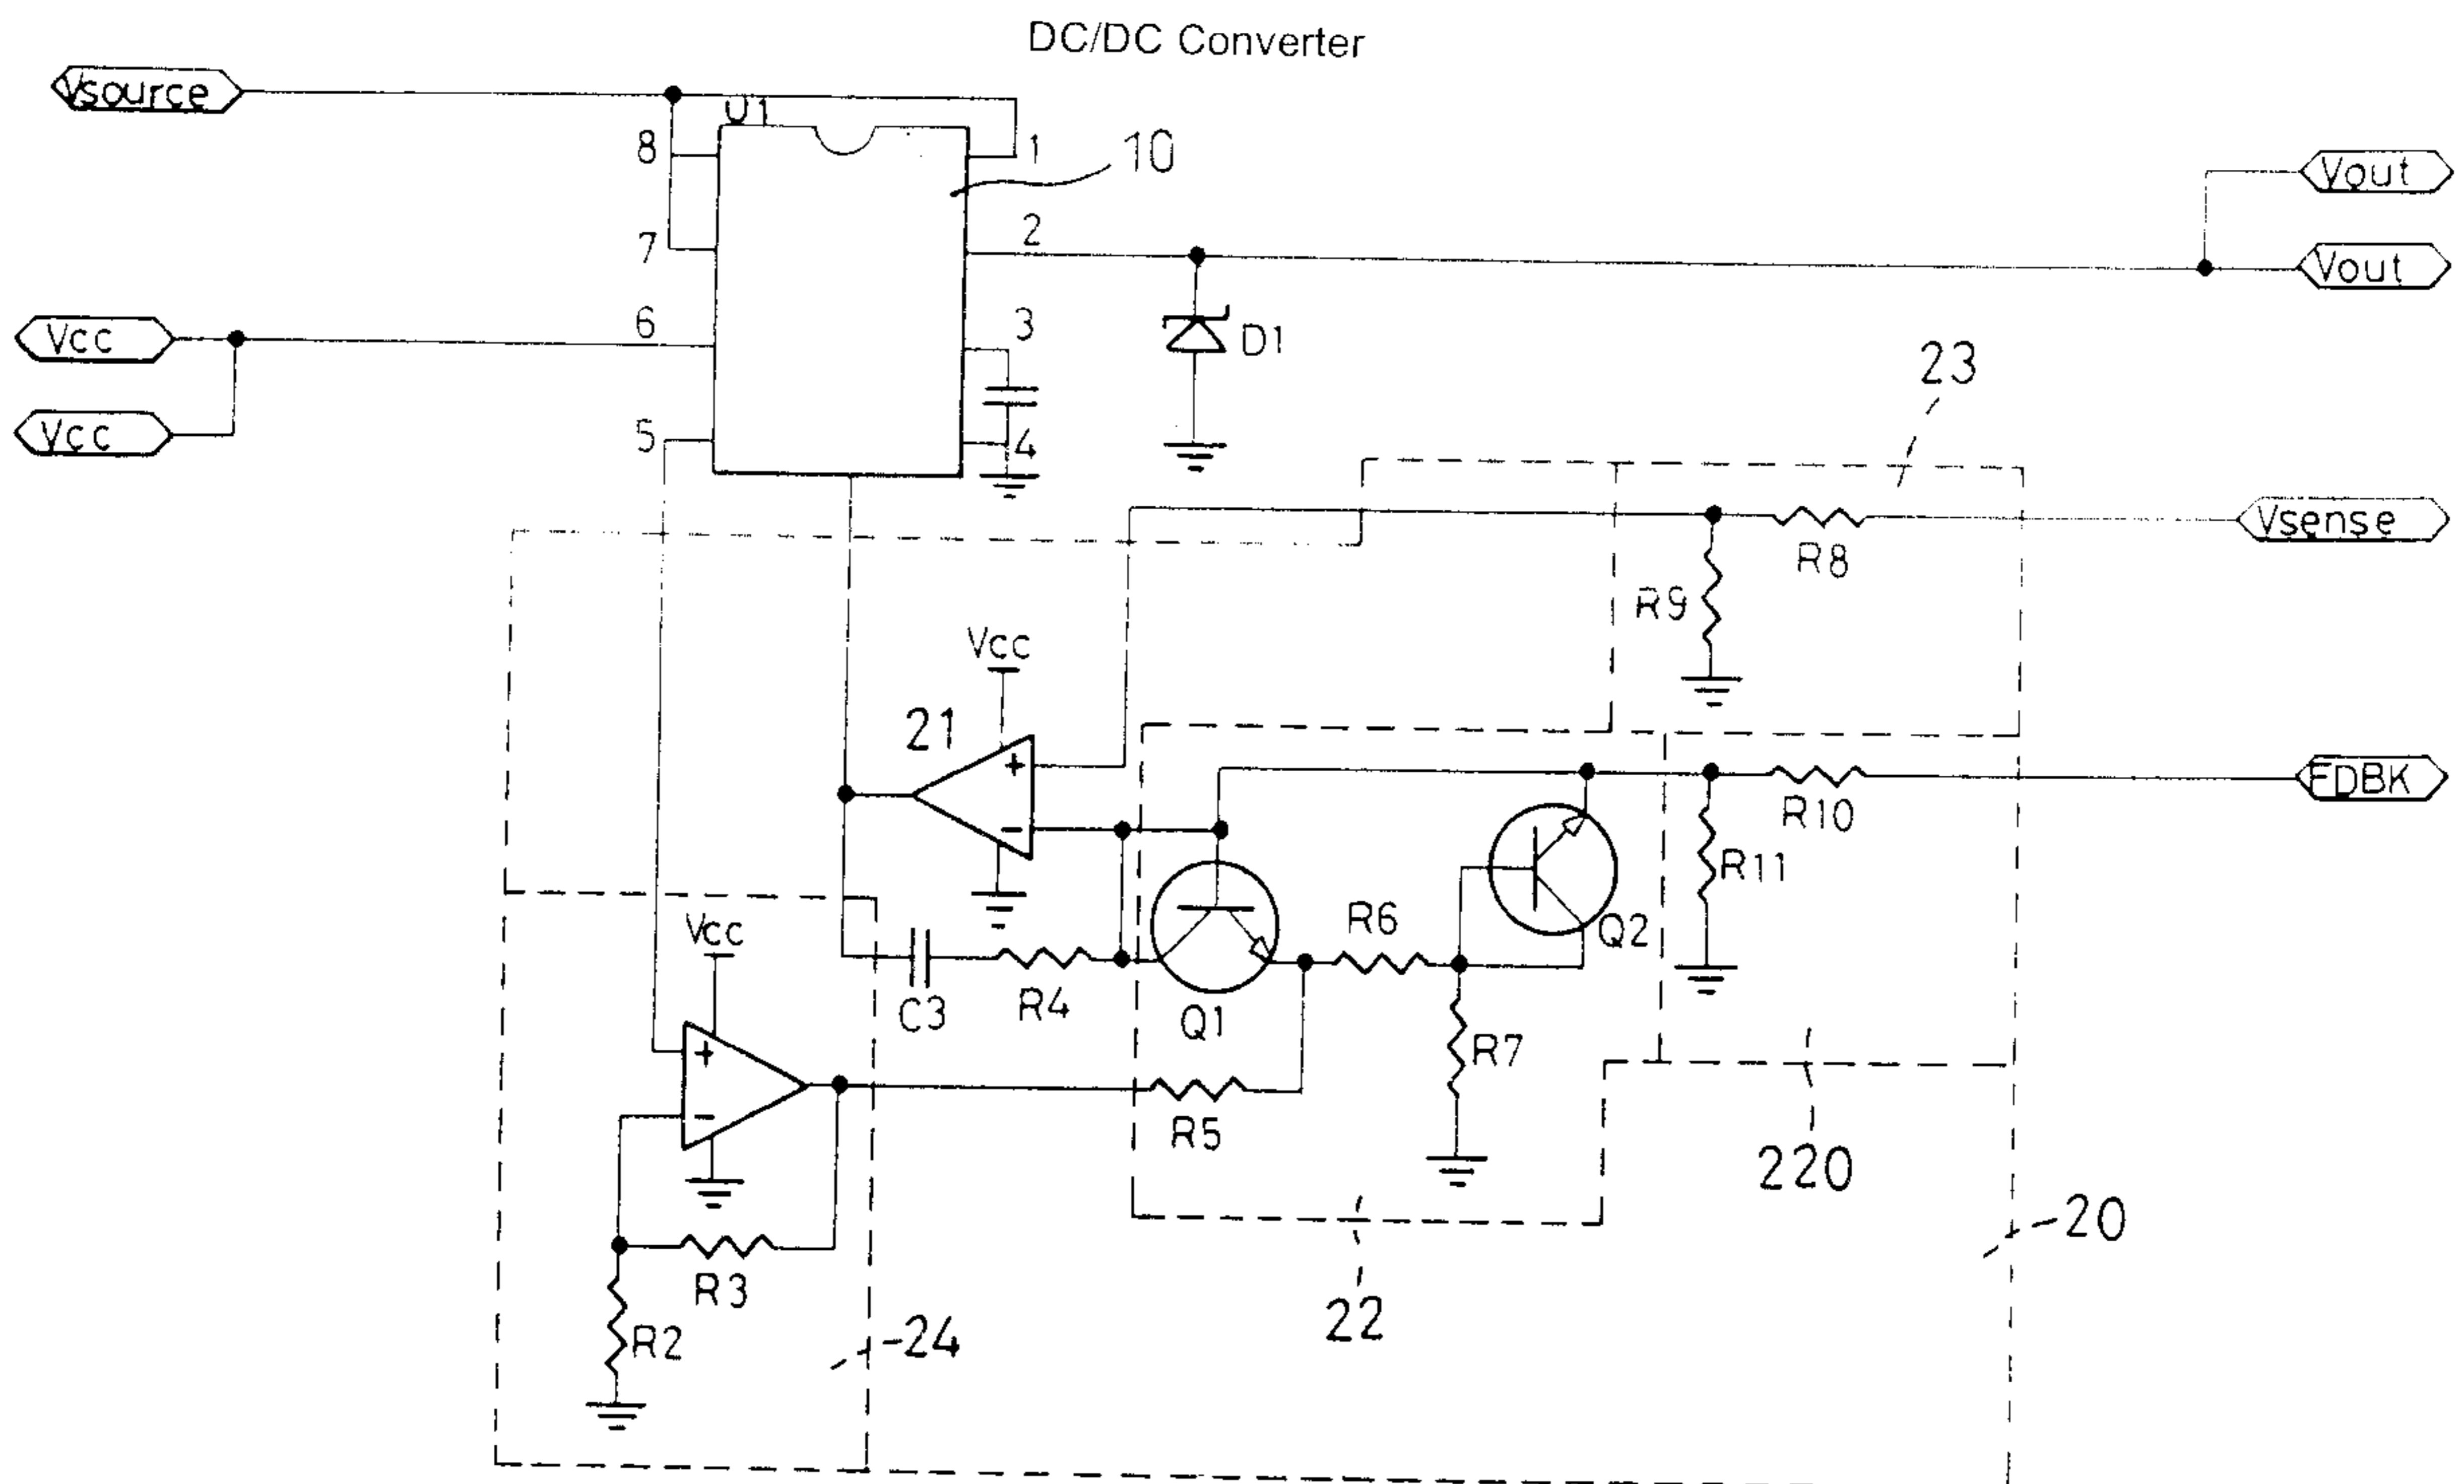 DC/DC Converter
Vsource
U1
8
1
10
Vout
7
2
Vout
Vcc
6
3
D1
23
Vcc
5
4
Vsense
R8
R9
Vcc
21
+
-
FDBK
R10
R11
Q2
R6
Vcc
C3
R4
Q1
R7
+
-
R5
220
20
R3
22
R2
24